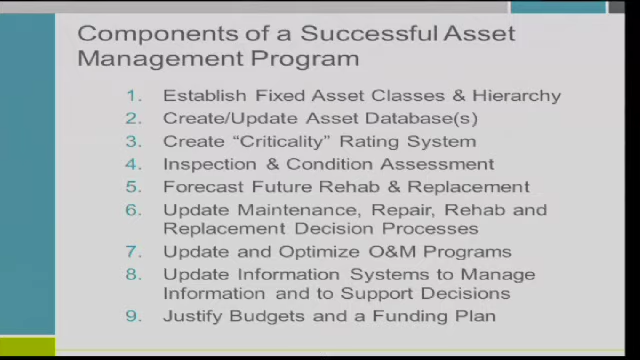 Components of a Successful Asset
Management Program
1. Establish Fixed Asset Classes & Hierarchy
2. Create/Update Asset Database(s)
3. Create “Criticality” Rating System
4. Inspection & Condition Assessment
5. Forecast Future Rehab & Replacement
6. Update Maintenance, Repair, Rehab and
Replacement Decision Processes
7. Update and Optimize O&M Programs
8. Update Information Systems to Manage
Information and to Support Decisions
9. Justify Budgets and a Funding Plan